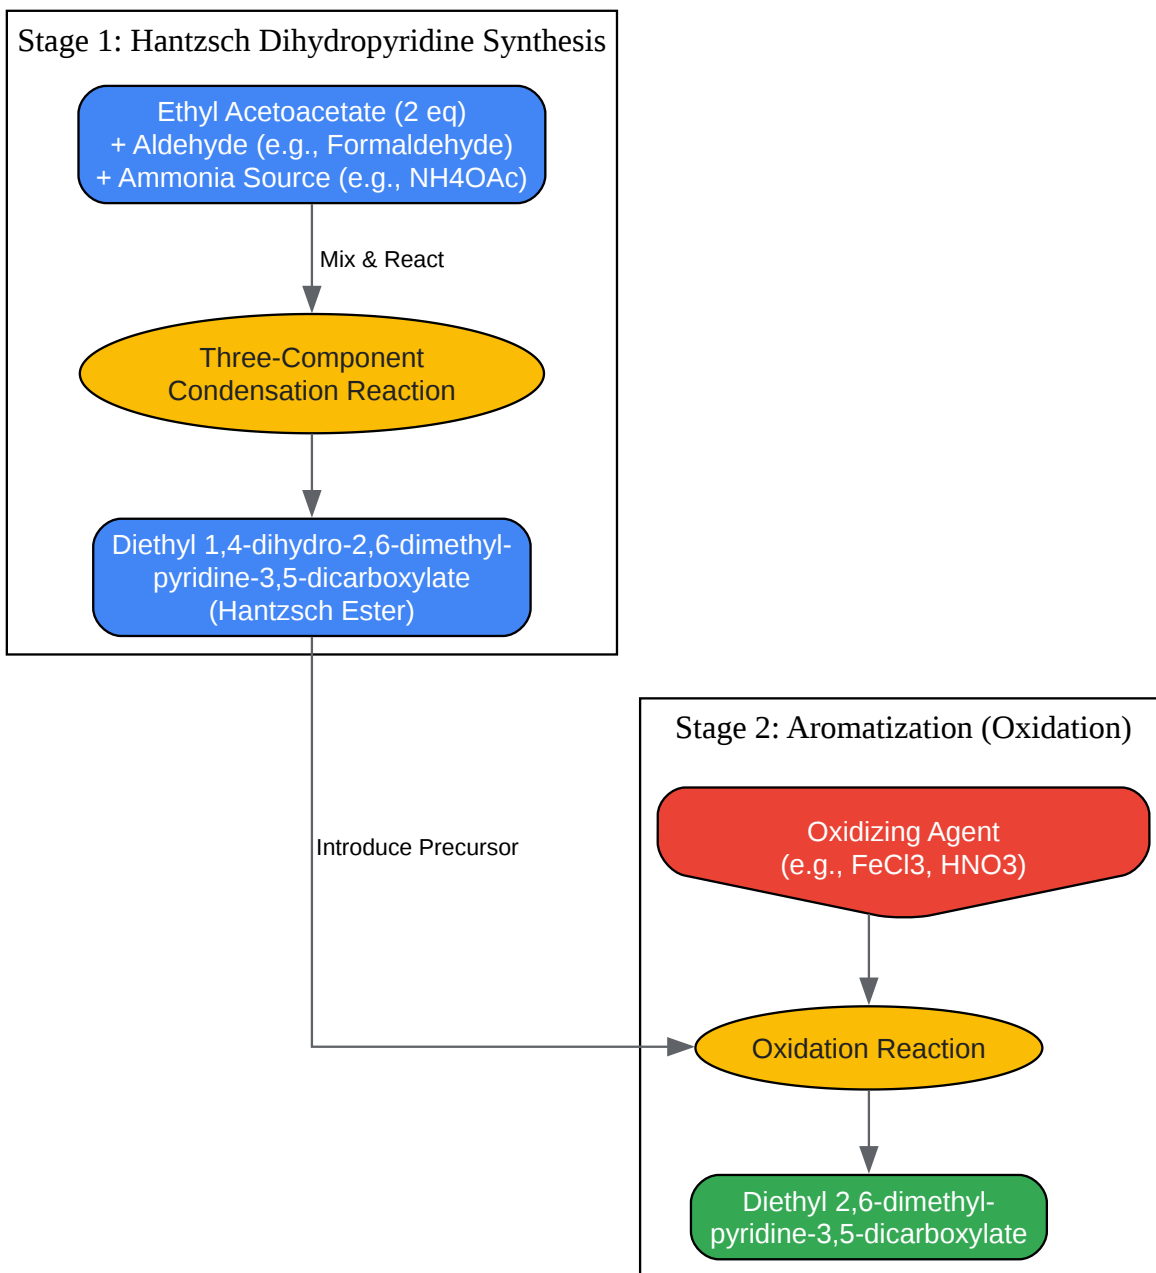 Stage 1: Hantzsch Dihydropyridine Synthesis
Ethyl Acetoacetate (2 eq)
+ Aldehyde (e.g., Formaldehyde)
+ Ammonia Source (e.g., NH4OAc)
Mix & React
Three-Component
Condensation Reaction
Diethyl 1,4-dihydro-2,6-dimethyl-
pyridine-3,5-dicarboxylate
(Hantzsch Ester)
Introduce Precursor
Stage 2: Aromatization (Oxidation)
Oxidizing Agent
(e.g., FeCl3, HNO3)
Oxidation Reaction
Diethyl 2,6-dimethyl-
pyridine-3,5-dicarboxylate